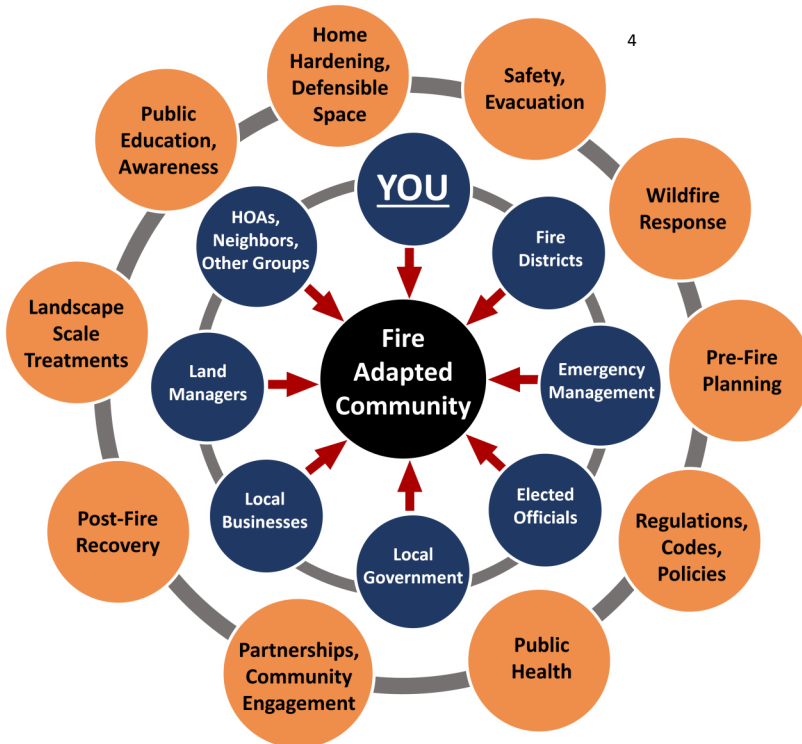 4
Home
Hardening,
Defensible
Space
Safety,
Evacuation
Wildfire
Response
Pre-Fire
Planning
Regulations,
Codes,
Policies
Public
Health
Partnerships,
Community
Engagement
Post-Fire
Recovery
Landscape
Scale
Treatments
Public
Education,
Awareness
YOU
Fire
Districts
Emergency
Management
Elected
Officials
Local
Government
Local
Businesses
Land
Managers
HOAs,
Neighbors,
Other Groups
Fire
Adapted
Community